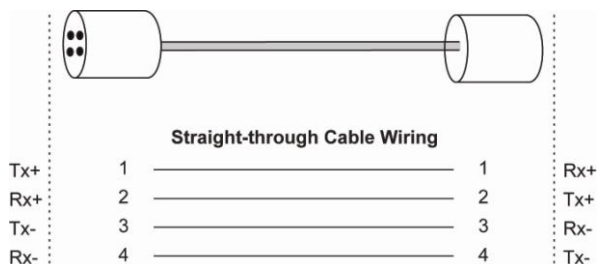 Straight-through Cable Wiring
Tx+ 1 1 Rx+
Rx+ 2 2 Tx+
Tx- 3 3 Rx-
Rx- 4 4 Tx-